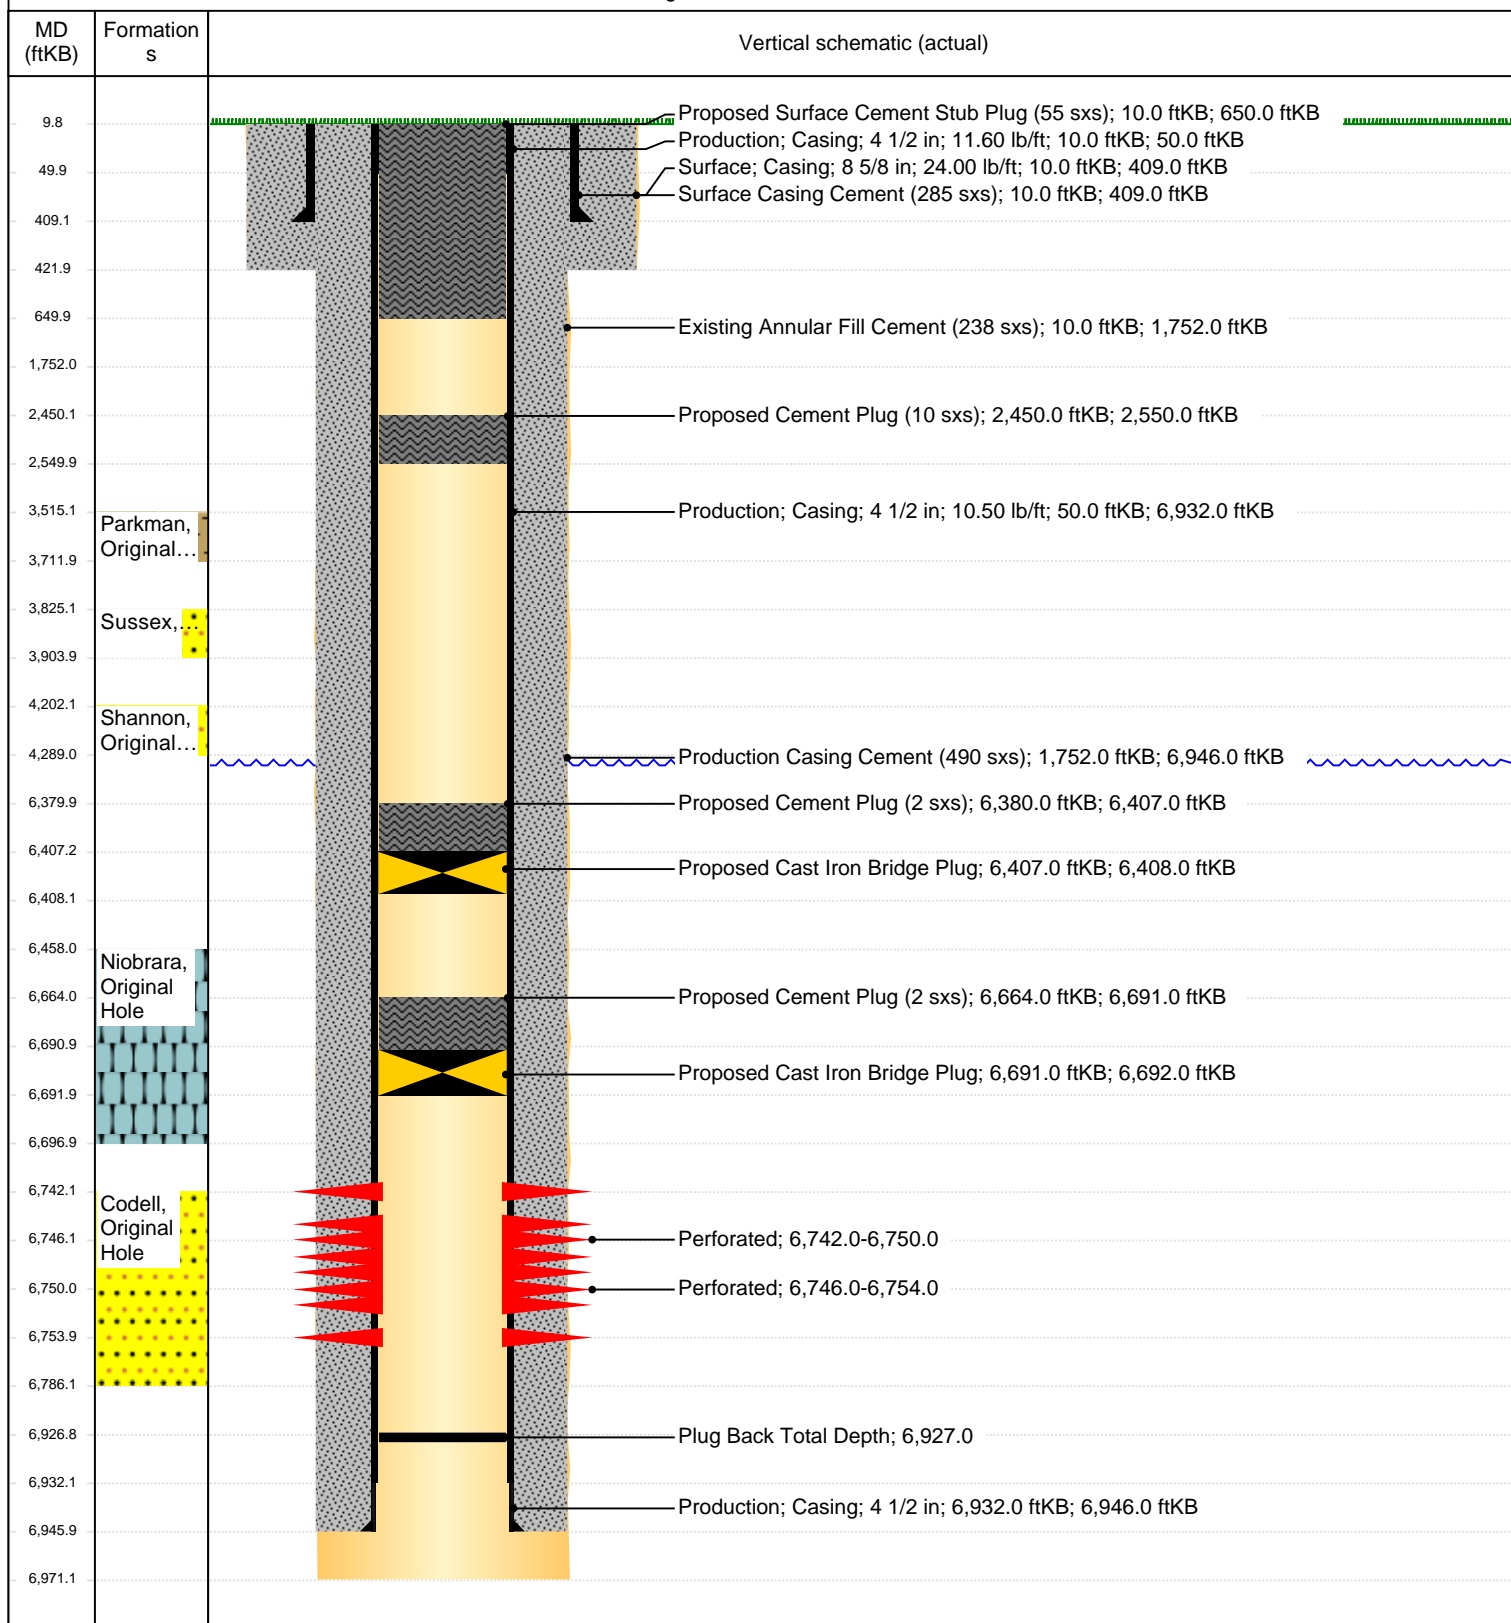 MD
(ftKB)
Formation
s
Vertical schematic (actual)
9.8
49.9
409.1
421.9
649.9
1,752.0
2,450.1
2,549.9
3,515.1
3,711.9
3,825.1
3,903.9
4,202.1
4,289.0
6,379.9
6,407.2
6,408.1
6,458.0
6,664.0
6,690.9
6,691.9
6,696.9
6,742.1
6,746.1
6,750.0
6,753.9
6,786.1
6,926.8
6,932.1
6,945.9
6,971.1
Parkman,
Original…
Sussex,…
Shannon,
Original…
Niobrara,
Original
Hole
Codell,
Original
Hole
Proposed Surface Cement Stub Plug (55 sxs); 10.0 ftKB; 650.0 ftKB
Production; Casing; 4 1/2 in; 11.60 lb/ft; 10.0 ftKB; 50.0 ftKB
Surface; Casing; 8 5/8 in; 24.00 lb/ft; 10.0 ftKB; 409.0 ftKB
Surface Casing Cement (285 sxs); 10.0 ftKB; 409.0 ftKB
Existing Annular Fill Cement (238 sxs); 10.0 ftKB; 1,752.0 ftKB
Proposed Cement Plug (10 sxs); 2,450.0 ftKB; 2,550.0 ftKB
Production; Casing; 4 1/2 in; 10.50 lb/ft; 50.0 ftKB; 6,932.0 ftKB
Production Casing Cement (490 sxs); 1,752.0 ftKB; 6,946.0 ftKB
Proposed Cement Plug (2 sxs); 6,380.0 ftKB; 6,407.0 ftKB
Proposed Cast Iron Bridge Plug; 6,407.0 ftKB; 6,408.0 ftKB
Proposed Cement Plug (2 sxs); 6,664.0 ftKB; 6,691.0 ftKB
Proposed Cast Iron Bridge Plug; 6,691.0 ftKB; 6,692.0 ftKB
Perforated; 6,742.0-6,750.0
Perforated; 6,746.0-6,754.0
Plug Back Total Depth; 6,927.0
Production; Casing; 4 1/2 in; 6,932.0 ftKB; 6,946.0 ftKB